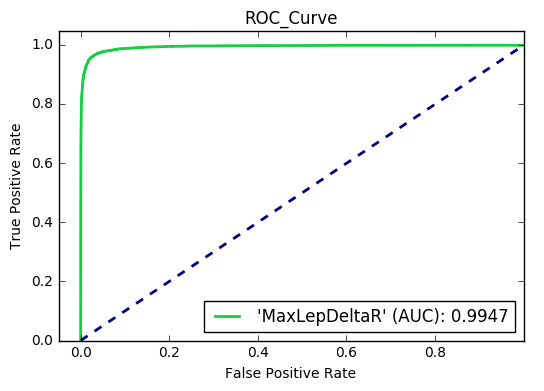 ROC_Curve
1.0
0.8
0.6
0.4
0.2
0.0
True Positive Rate
'MaxLepDeltaR' (AUC): 0.9947
0.0 0.2 0.4 0.6 0.8
False Positive Rate